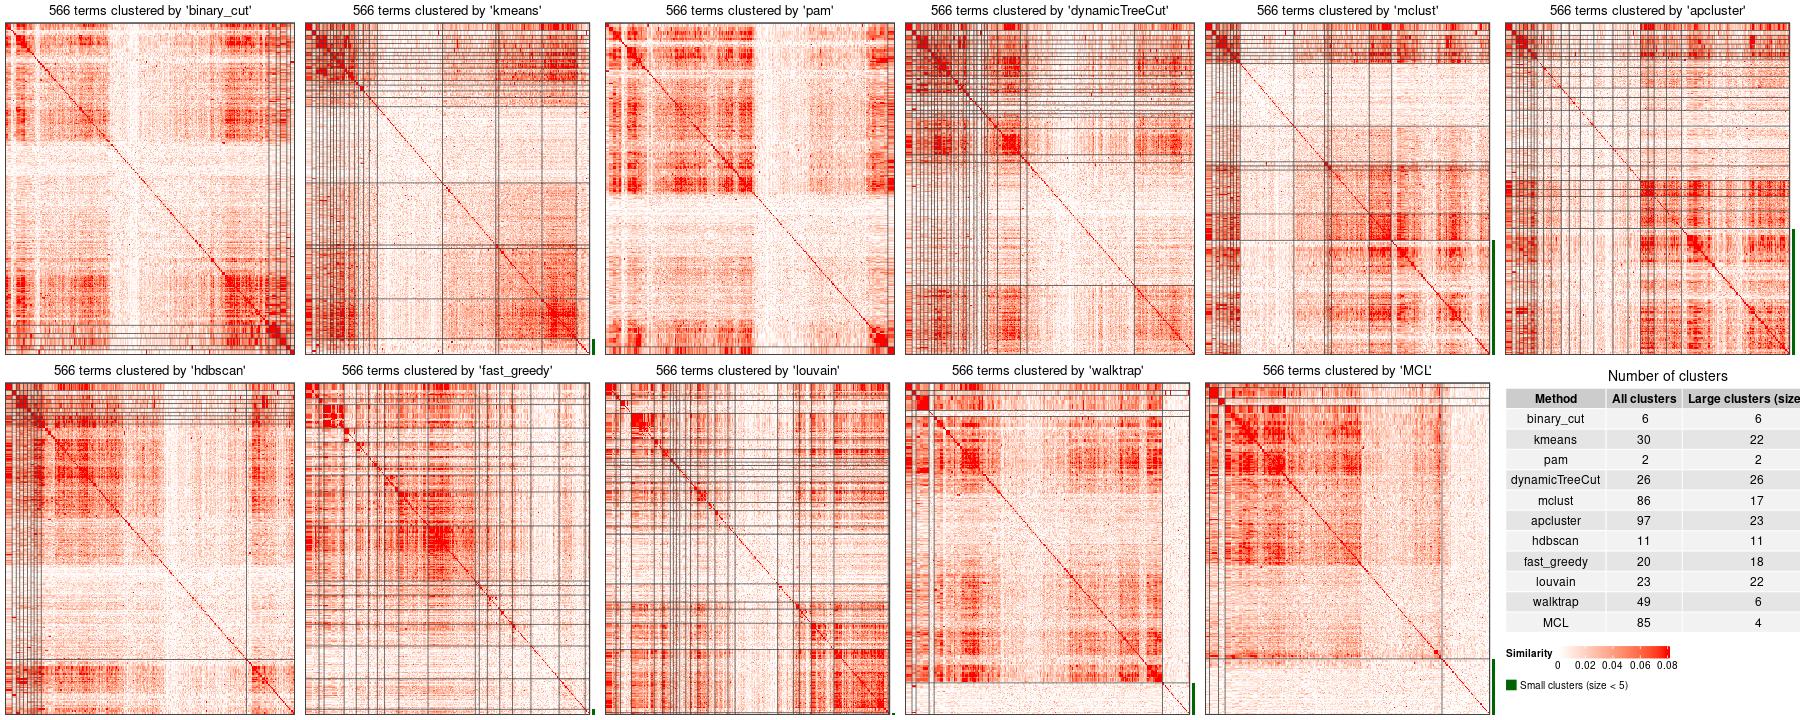 566 terms clustered by 'binary_cut'
566 terms clustered by 'kmeans'
566 terms clustered by 'pam'
566 terms clustered by 'dynamicTreeCut'
566 terms clustered by 'mclust'
566 terms clustered by 'apcluster'
566 terms clustered by 'hdbscan'
566 terms clustered by 'fast_greedy'
566 terms clustered by 'louvain'
566 terms clustered by 'walktrap'
566 terms clustered by 'MCL'
Number of clusters
Method All clusters Large clusters (size
binary_cut 6 6
kmeans 30 22
pam 2 2
dynamicTreeCut 26 26
mclust 86 17
apcluster 97 23
hdbscan 11 11
fast_greedy 20 18
louvain 23 22
walktrap 49 6
MCL 85 4
Similarity
0 0.02 0.04 0.06 0.08
Small clusters (size < 5)